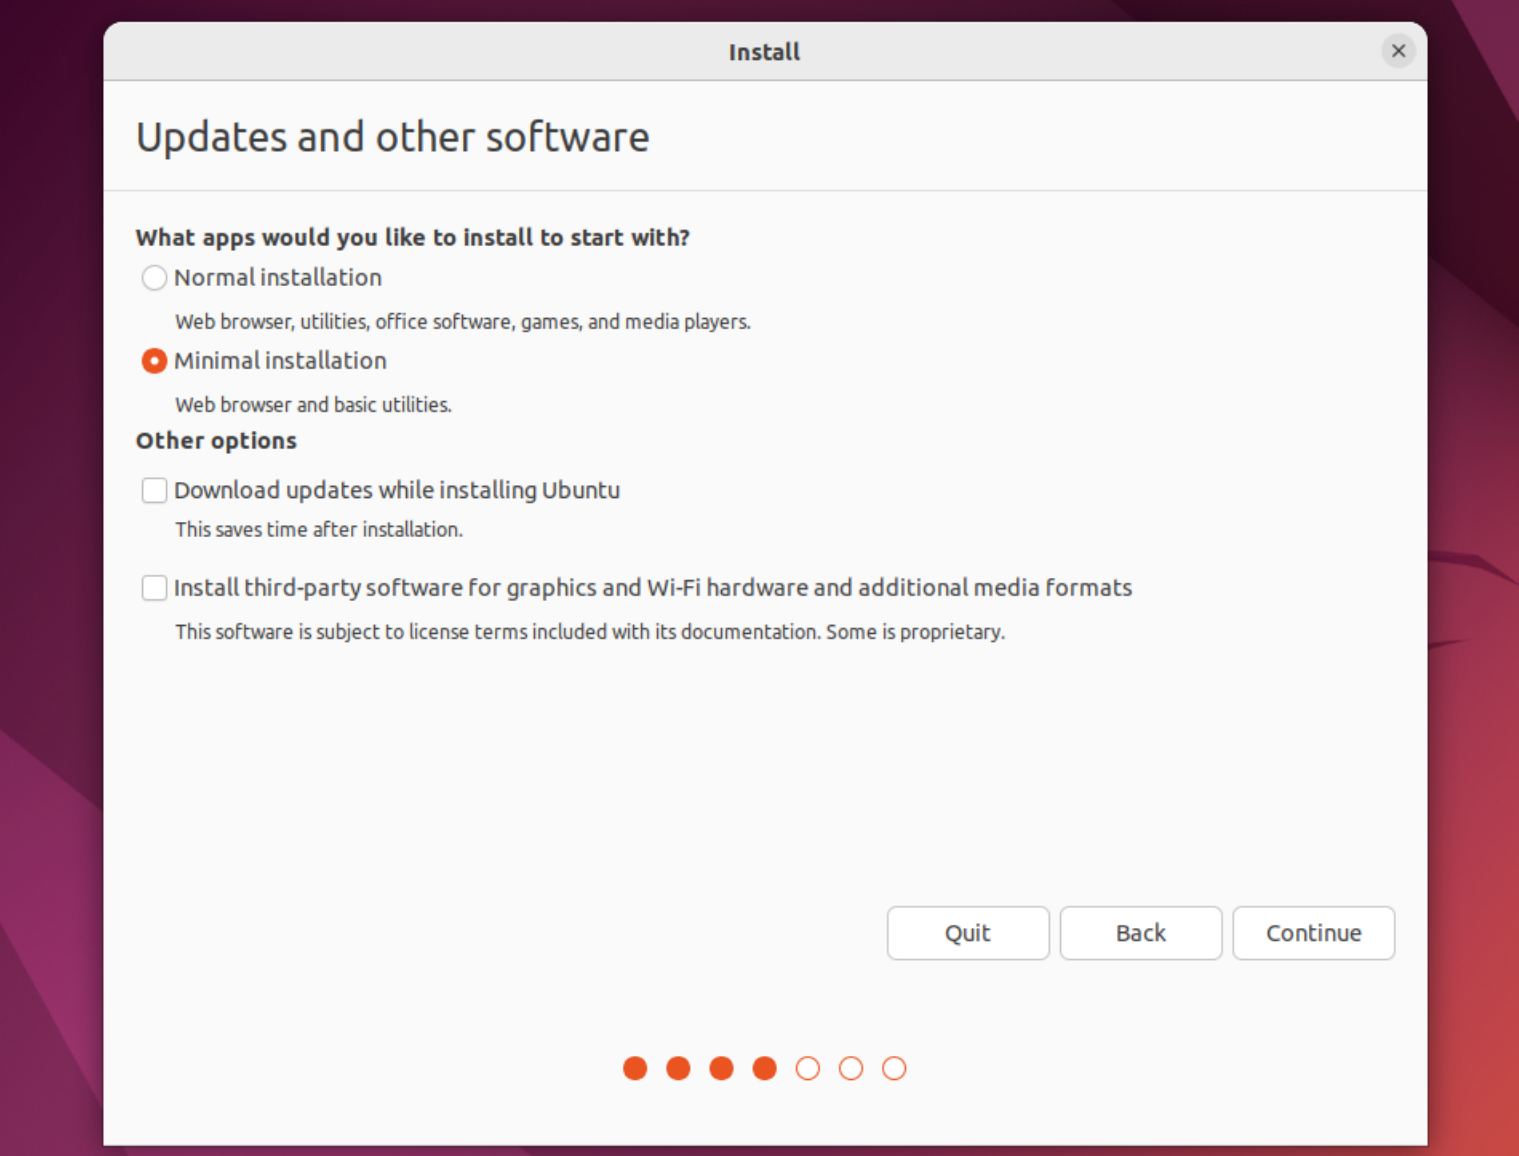 Install
Updates and other software
What apps would you like to install to start with?
Normal installation
Web browser, utilities, office software, games, and media players.
Minimal installation
Web browser and basic utilities.
Other options
Download updates while installing Ubuntu
This saves time after installation.
Install third-party software for graphics and Wi-Fi hardware and additional media formats
This software is subject to license terms included with its documentation. Some is proprietary.
Quit Back Continue